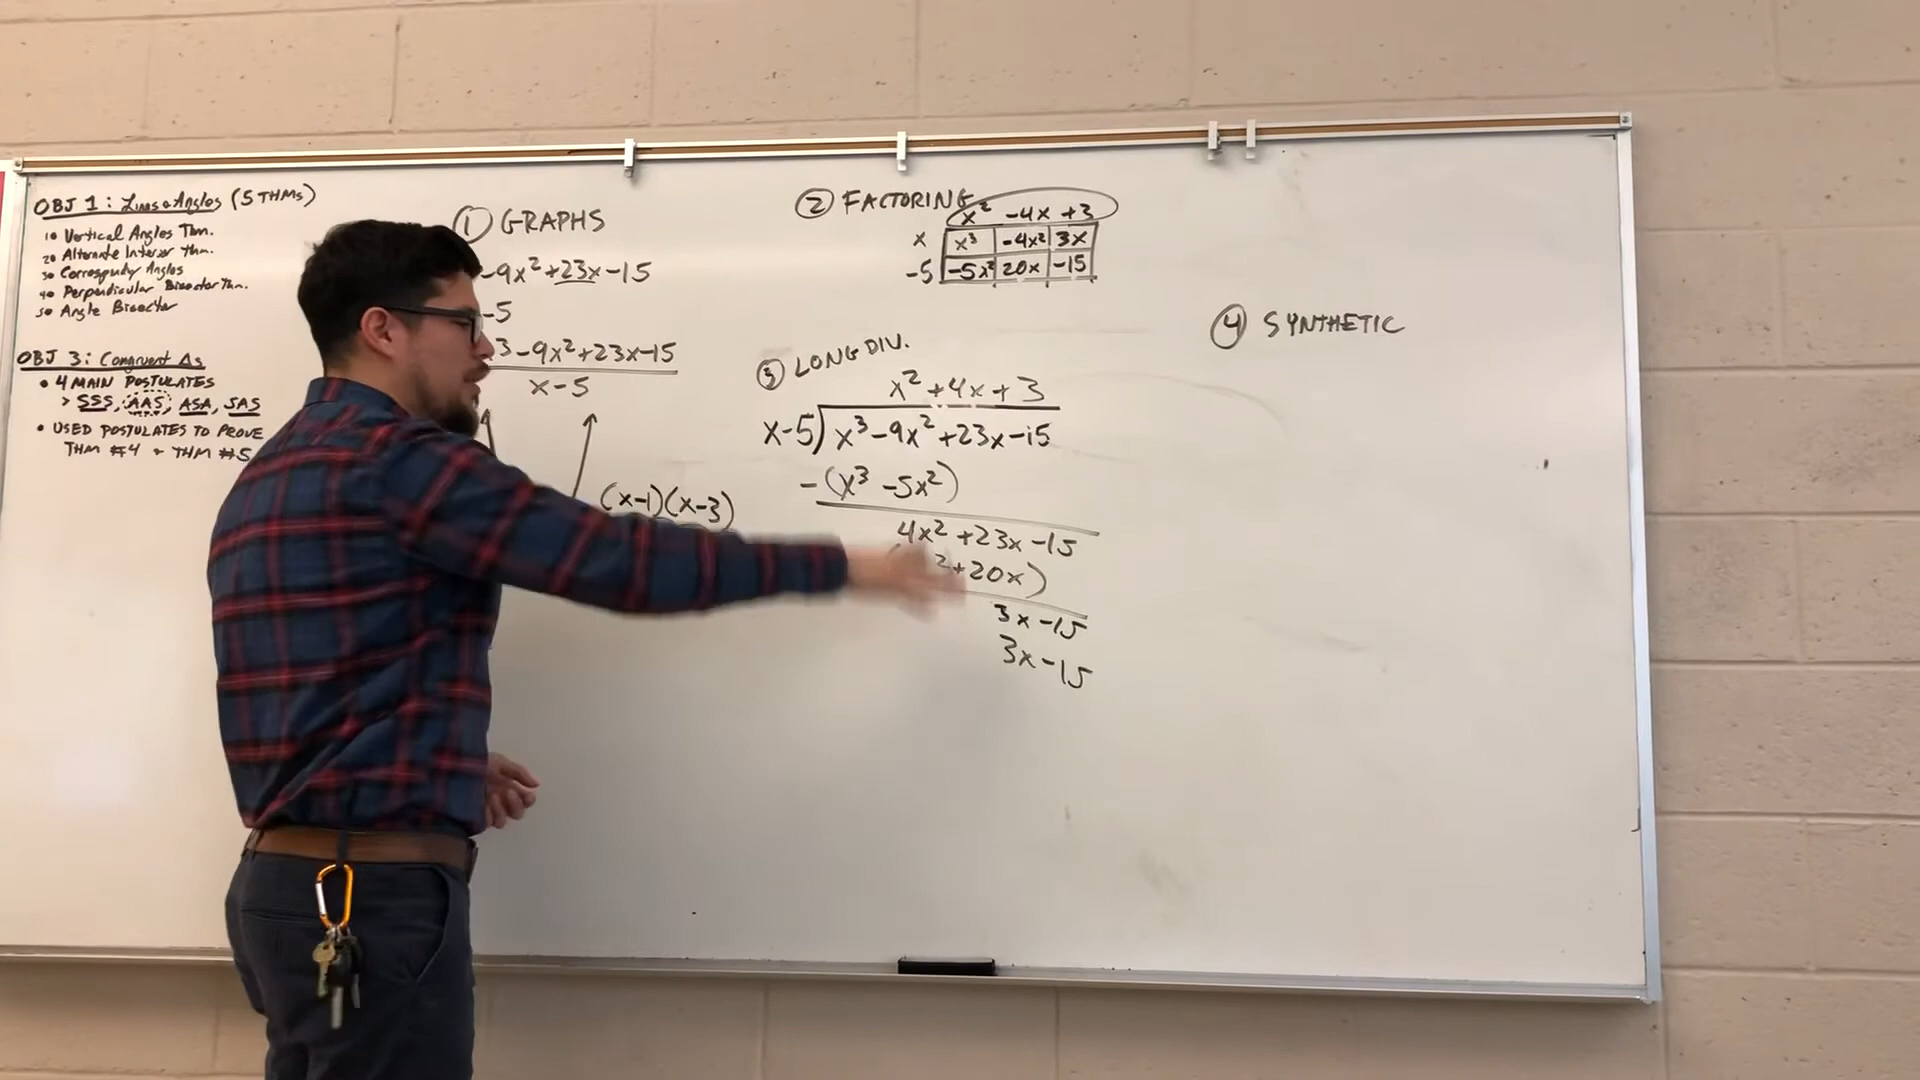 OBJ 1: Lines & Angles (5 THMs)
1. Vertical Angles Thm.
2. Alternate Interior Thm.
3. Correspondy Angles
4. Perpendicular Bisector Thm.
5. Angle Bisector
OBJ 3: Congruent Δs
• 4 MAIN POSTULATES
> SSS, AAS, ASA, SAS
• USED POSTULATES TO PROVE
THM #4 + THM #5
① GRAPHS
-9x²+23x-15
-5
3-9x²+23x-15
x-5
(x-1)(x-3)
② FACTORING
x² -4x +3
x x³ -4x² 3x
-5 -5x² 20x -15
③ LONG DIV.
x² +4x +3
x-5)x³-9x²+23x-15
-(x³ -5x²)
4x² +23x -15
²+20x)
3x-15
3x-15
④ SYNTHETIC